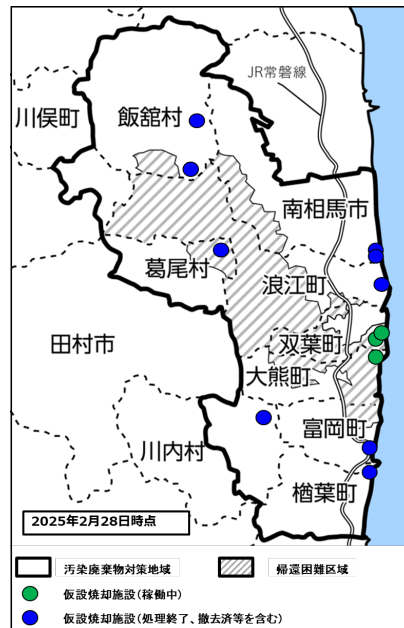 JR常磐線
川俣町
飯舘村
南相馬市
葛尾村
浪江町
田村市
双葉町
大熊町
富岡町
川内村
楢葉町
2025年2月28日時点
汚染廃棄物対策地域
帰還困難区域
仮設焼却施設(稼働中)
仮設焼却施設(処理終了、撤去済等を含む)